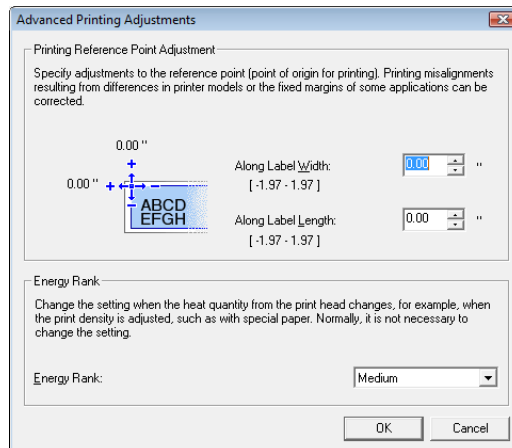 Advanced Printing Adjustments
Printing Reference Point Adjustment
Specify adjustments to the reference point (point of origin for printing). Printing misalignments
resulting from differences in printer models or the fixed margins of some applications can be
corrected.
0.00 "
0.00 "
ABCD
EFGH
Along Label Width:
0.00 "
[ -1.97 - 1.97 ]
Along Label Length:
0.00 "
[ -1.97 - 1.97 ]
Energy Rank
Change the setting when the heat quantity from the print head changes, for example, when
the print density is adjusted, such as with special paper. Normally, it is not necessary to
change the setting.
Energy Rank:
Medium
OK
Cancel